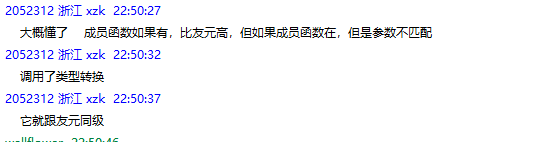 2052312 浙江 xzk 22:50:27
大概懂了 成员函数如果有，比友元高，但如果成员函数在，但是参数不匹配
2052312 浙江 xzk 22:50:32
调用了类型转换
2052312 浙江 xzk 22:50:37
它就跟友元同级